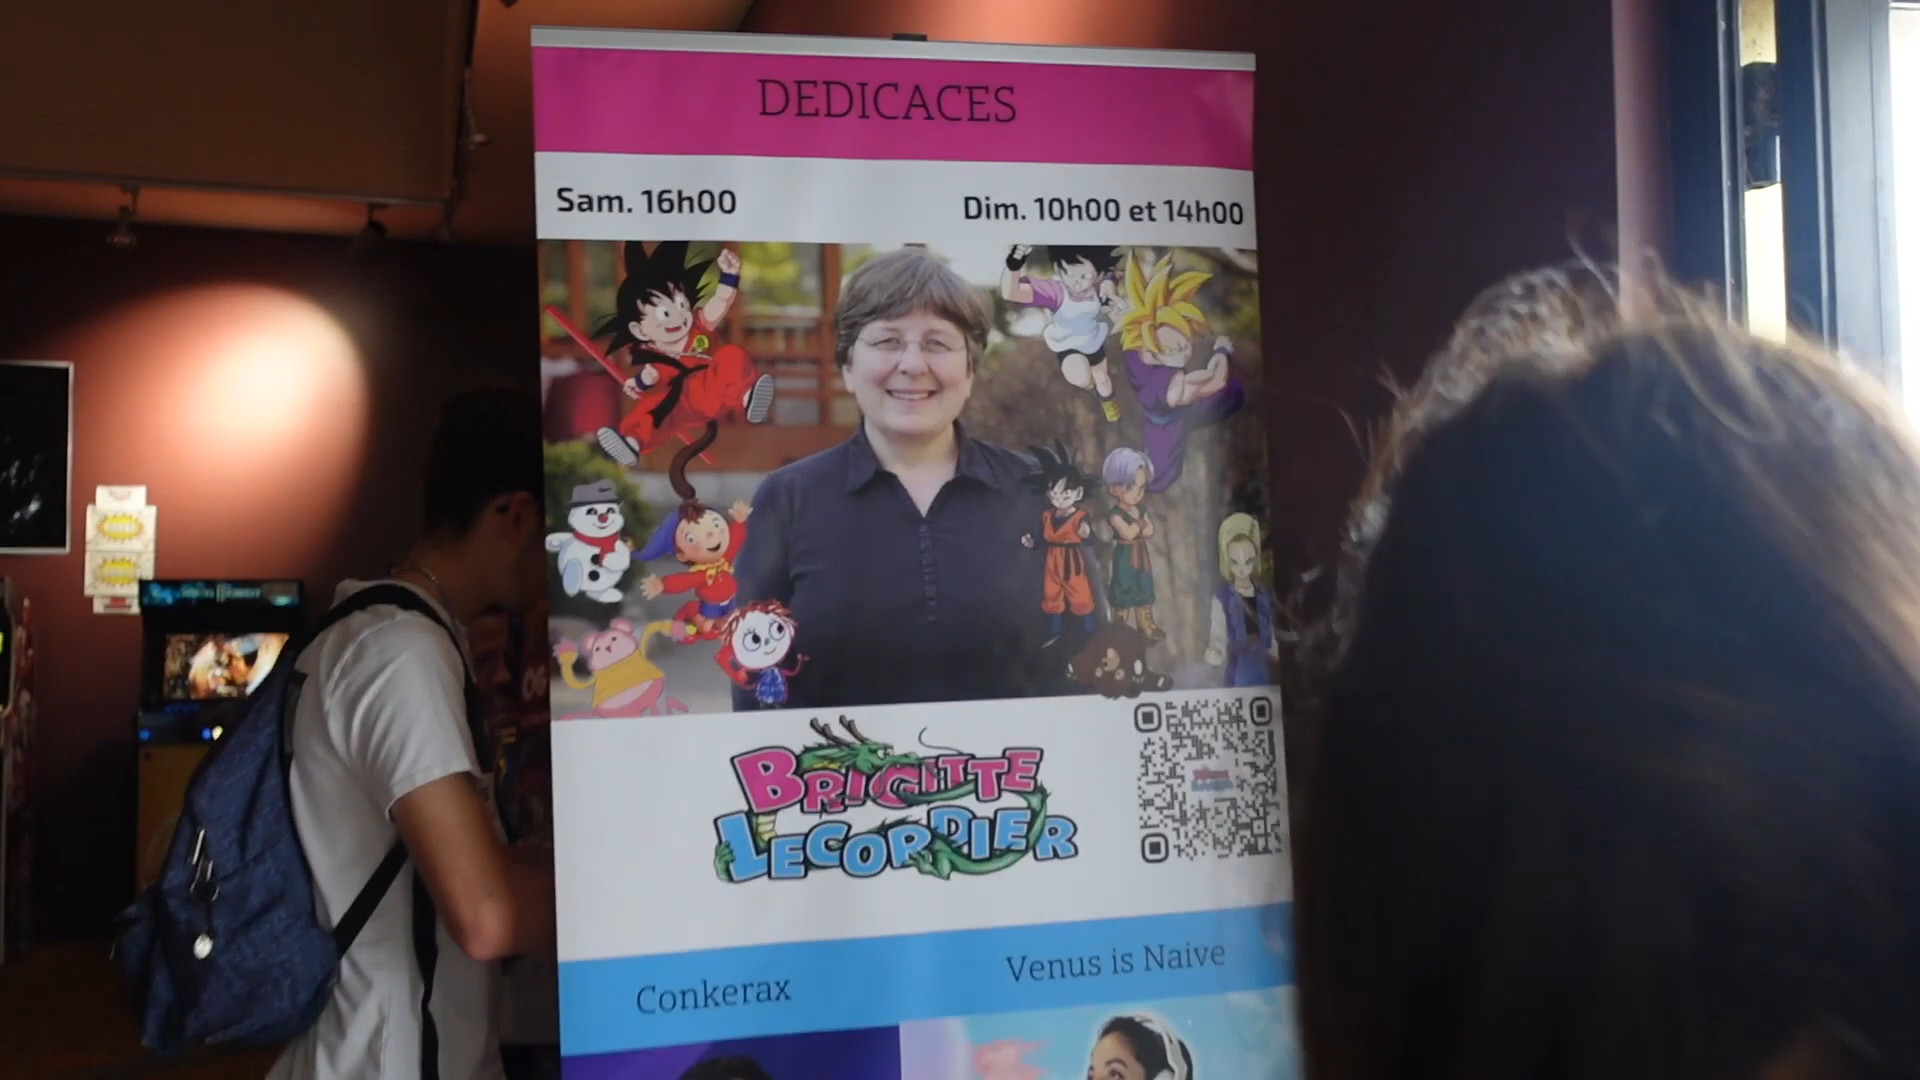 DEDICACES
Sam. 16h00
Dim. 10h00 et 14h00
BRIGITTE
LECORDIER
Conkerax
Venus is Naive